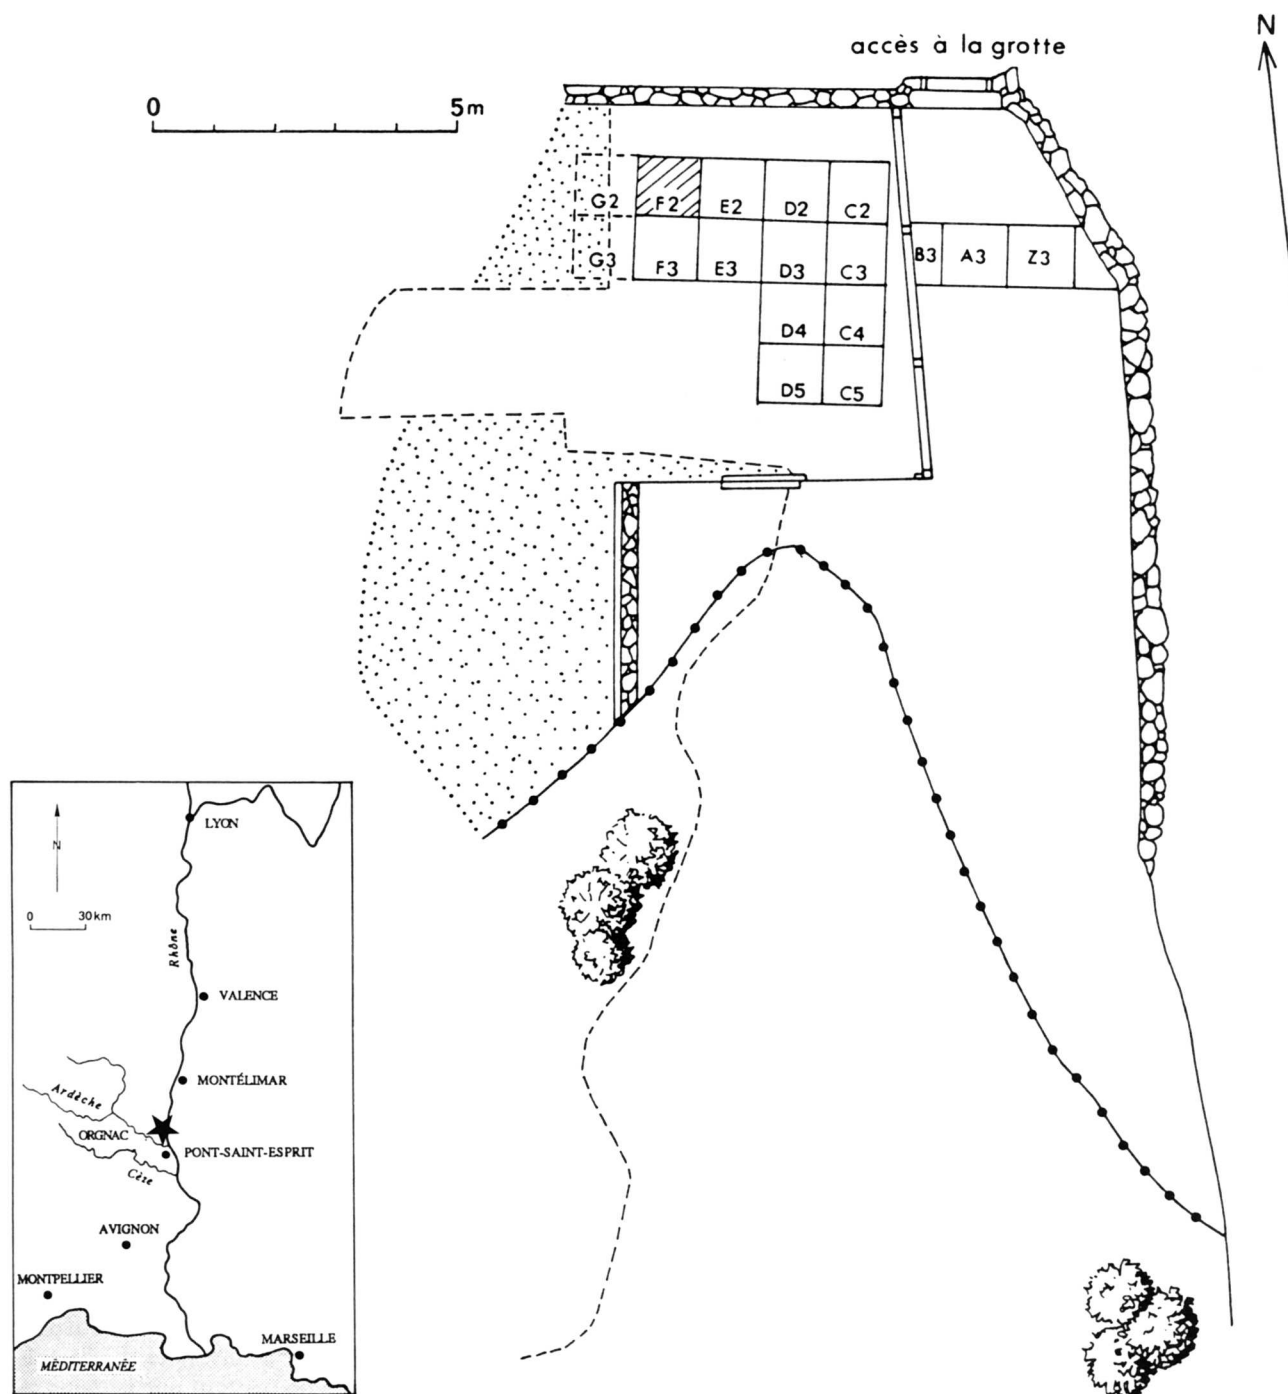 N
accès à la grotte
0 5m
G2 F2 E2 D2 C2
G3 F3 E3 D3 C3 B3 A3 Z3
D4 C4
D5 C5
LYON
N
0 30km
Rhône
VALENCE
MONTÉLIMAR
Ardèche
ORGNAC
PONT-SAINT-ESPRIT
Cèze
AVIGNON
MONTPELLIER
MARSEILLE
MÉDITERRANÉE